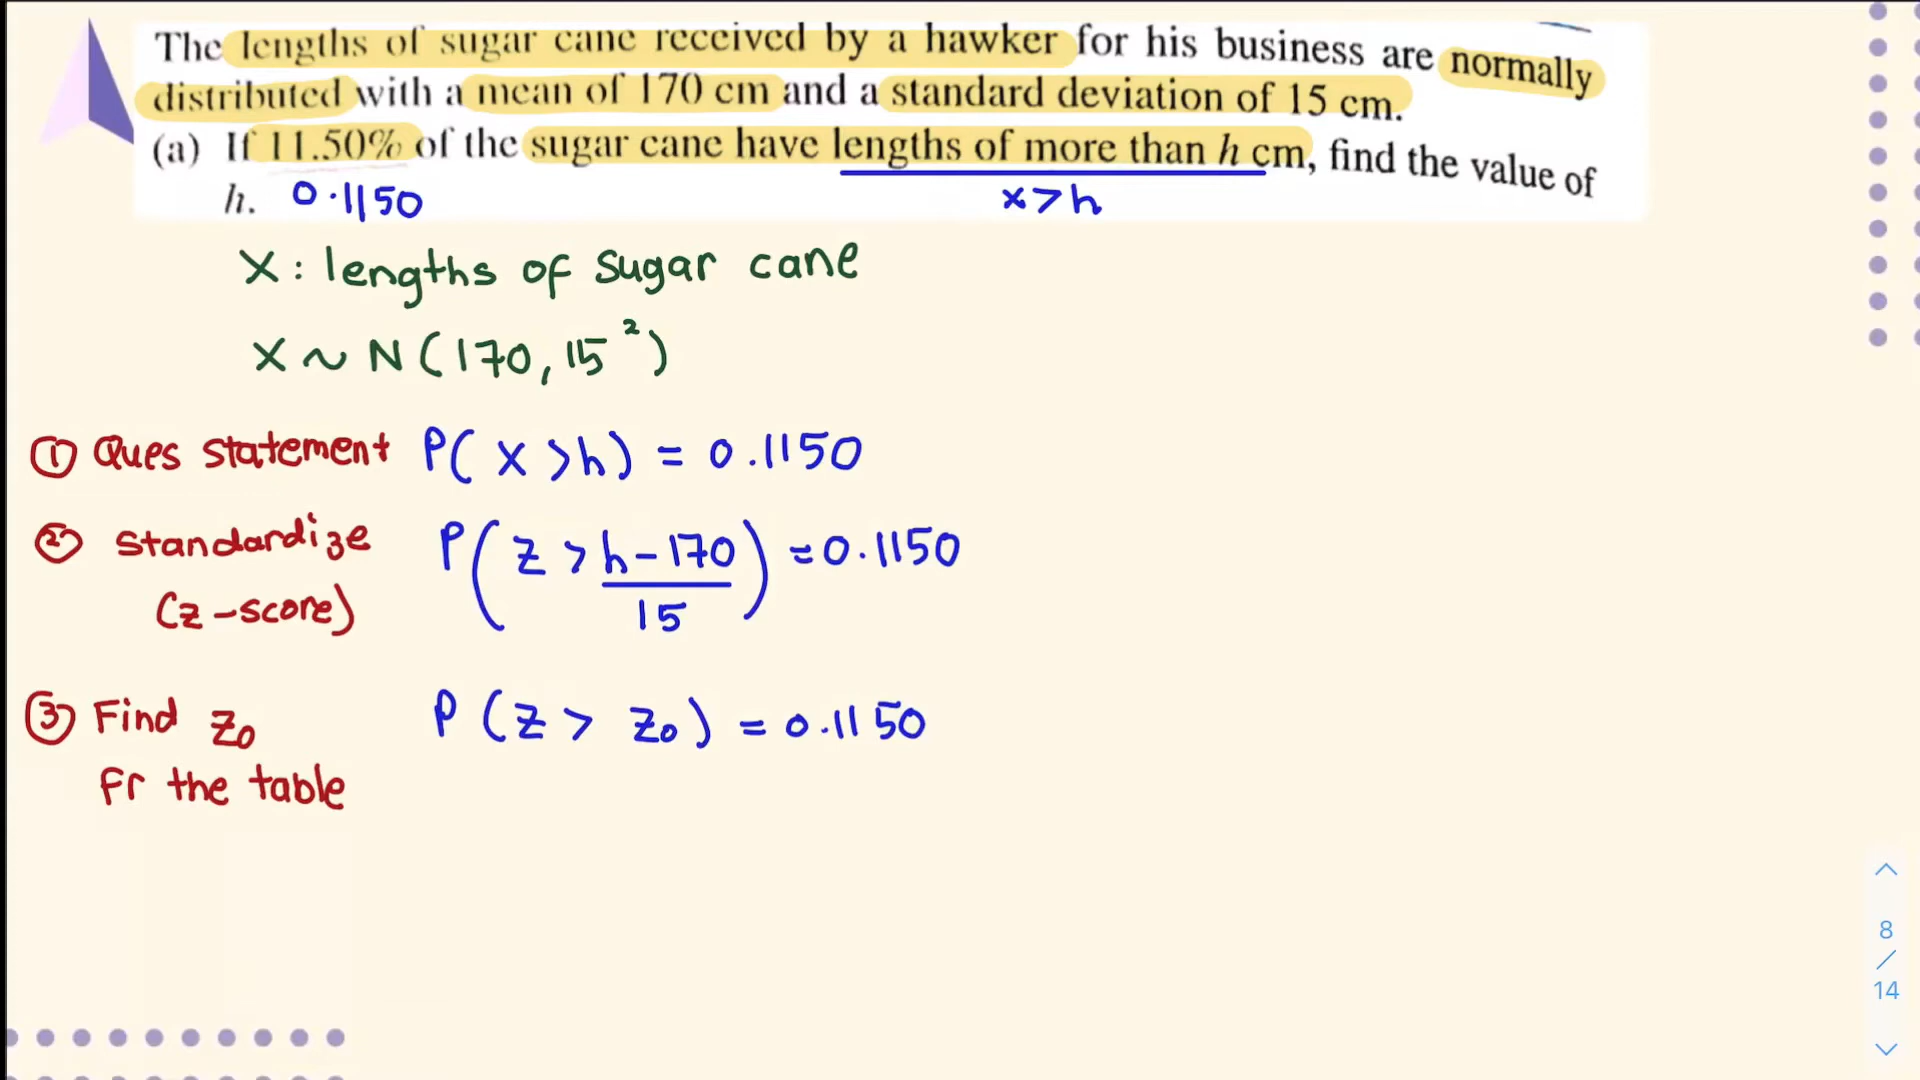 The lengths of sugar cane received by a hawker for his business are normally
distributed with a mean of 170 cm and a standard deviation of 15 cm.
(a) If 11.50% of the sugar cane have lengths of more than h cm, find the value of
h. 0.1150 x>h
X: lengths of sugar cane
X ~ N(170, 15²)
① Ques statement P(X>h) = 0.1150
② Standardize P(Z > h-170/15) = 0.1150
(z-score)
③ Find z₀ P(Z > z₀) = 0.1150
Fr the table
8
/
14